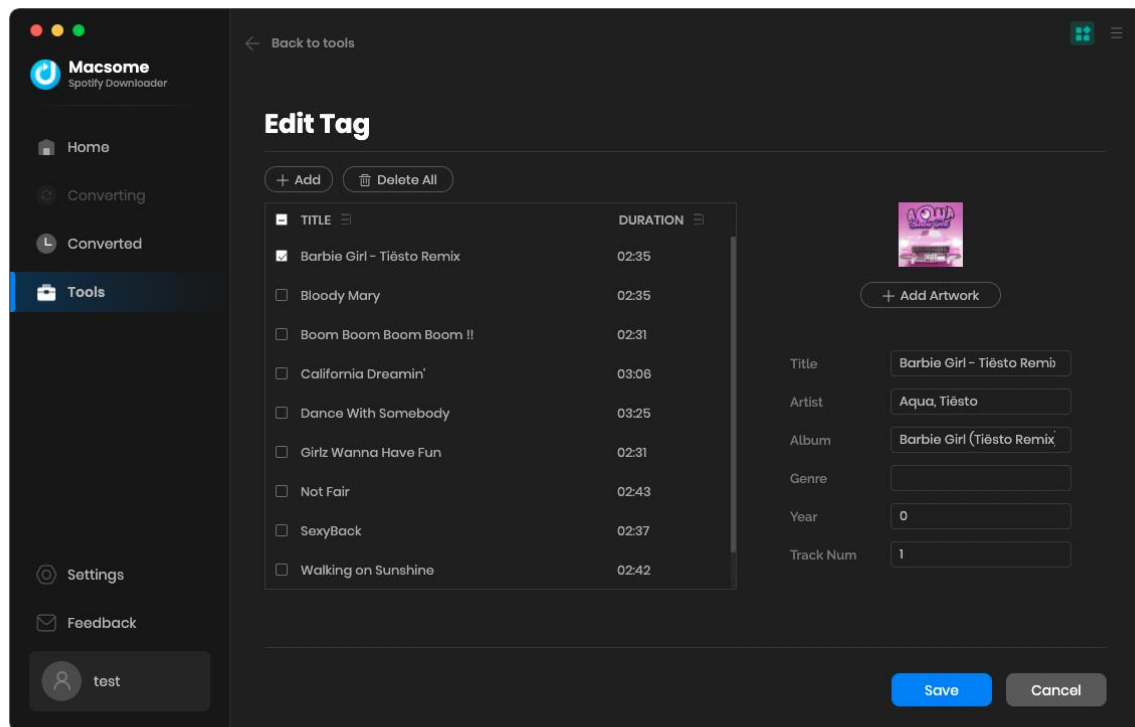 Macsome
Spotify Downloader
Home
Converting
Converted
Tools
Settings
Feedback
test
Back to tools
Edit Tag
+ Add
Delete All
TITLE DURATION
Barbie Girl - Tiësto Remix 02:35
Bloody Mary 02:35
Boom Boom Boom Boom !! 02:31
California Dreamin' 03:06
Dance With Somebody 03:25
Girlz Wanna Have Fun 02:31
Not Fair 02:43
SexyBack 02:37
Walking on Sunshine 02:42
AQUA
+ Add Artwork
Title Barbie Girl - Tiësto Remix
Artist Aqua, Tiësto
Album Barbie Girl (Tiësto Remix
Genre
Year 0
Track Num 1
Save
Cancel